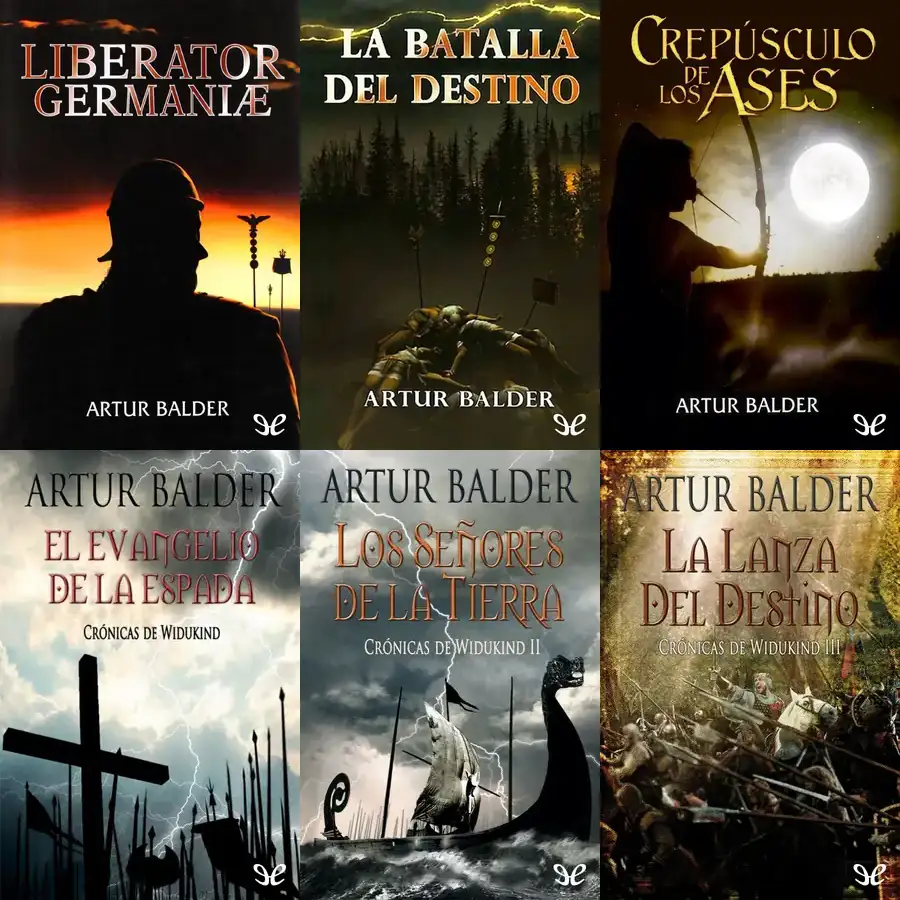 LIBERATOR
GERMANIÆ
ARTUR BALDER
LA BATALLA
DEL DESTINO
ARTUR BALDER
CREPÚSCULO
DE
LOS ASES
ARTUR BALDER
ARTUR BALDER
EL EVANGELIO
DE LA ESPADA
CRÓNICAS DE WIDUKIND
ARTUR BALDER
LOS SEÑORES
DE LA TIERRA
CRÓNICAS DE WIDUKIND II
ARTUR BALDER
LA LANZA
DEL DESTINO
CRÓNICAS DE WIDUKIND III